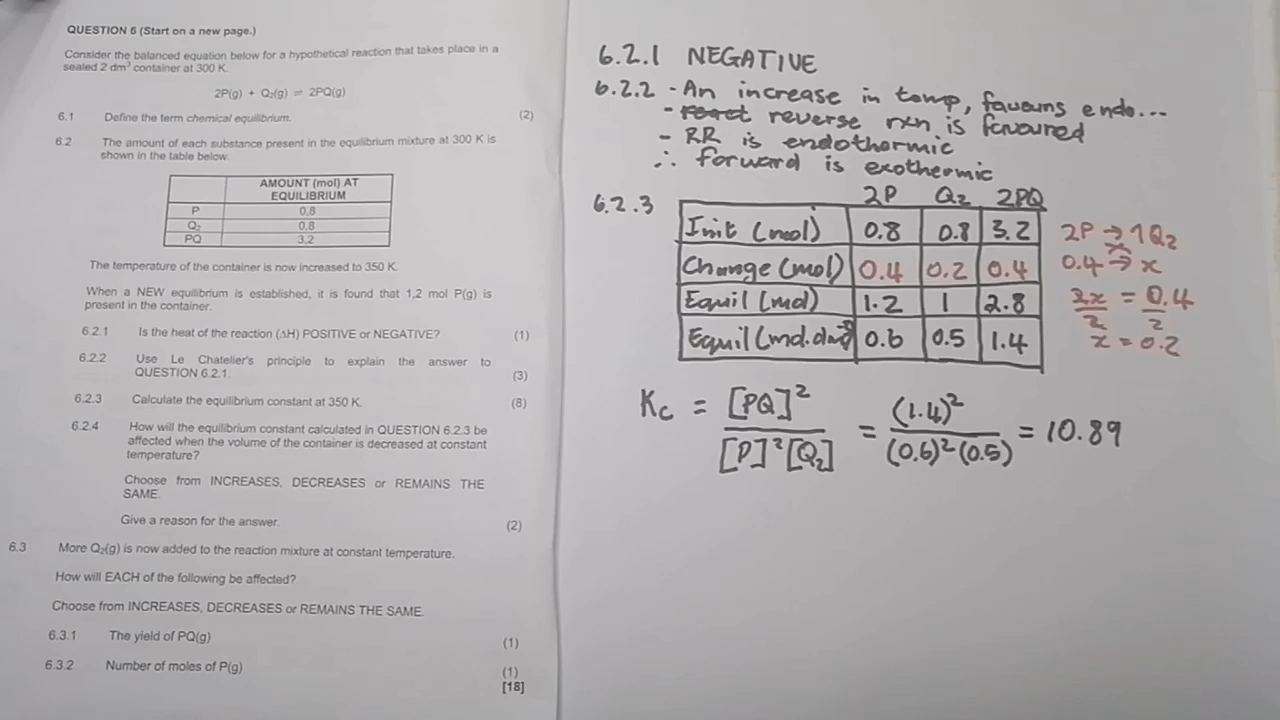 QUESTION 6 (Start on a new page.)
Consider the balanced equation below for a hypothetical reaction that takes place in a
sealed 2 dm³ container at 300 K.
2P(g) + Q₂(g) ⇌ 2PQ(g)
6.1 Define the term chemical equilibrium. (2)
6.2 The amount of each substance present in the equilibrium mixture at 300 K is
shown in the table below.
AMOUNT (mol) AT
EQUILIBRIUM
P 0,8
Q₂ 0,8
PQ 3,2
The temperature of the container is now increased to 350 K.
When a NEW equilibrium is established, it is found that 1,2 mol P(g) is
present in the container.
6.2.1 Is the heat of the reaction (ΔH) POSITIVE or NEGATIVE? (1)
6.2.2 Use Le Chatelier's principle to explain the answer to
QUESTION 6.2.1. (3)
6.2.3 Calculate the equilibrium constant at 350 K. (8)
6.2.4 How will the equilibrium constant calculated in QUESTION 6.2.3 be
affected when the volume of the container is decreased at constant
temperature?
Choose from INCREASES, DECREASES or REMAINS THE
SAME.
Give a reason for the answer. (2)
6.3 More Q₂(g) is now added to the reaction mixture at constant temperature.
How will EACH of the following be affected?
Choose from INCREASES, DECREASES or REMAINS THE SAME.
6.3.1 The yield of PQ(g) (1)
6.3.2 Number of moles of P(g) (1)
[18]
6.2.1 NEGATIVE
6.2.2 - An increase in temp, favours endo...
- react reverse rxn is favoured
- RR is endothermic
∴ forward is exothermic
6.2.3 2P Q₂ 2PQ
Init (mol) 0.8 0.8 3.2
Change (mol) 0.4 0.2 0.4
Equil (mol) 1.2 1 2.8
Equil (mol.dm⁻³) 0.6 0.5 1.4
2P → 1Q₂
0.4 → x
2x/2 = 0.4/2
x = 0.2
Kc = [PQ]²/[P]²[Q₂] = (1.4)²/(0.6)²(0.5) = 10.89